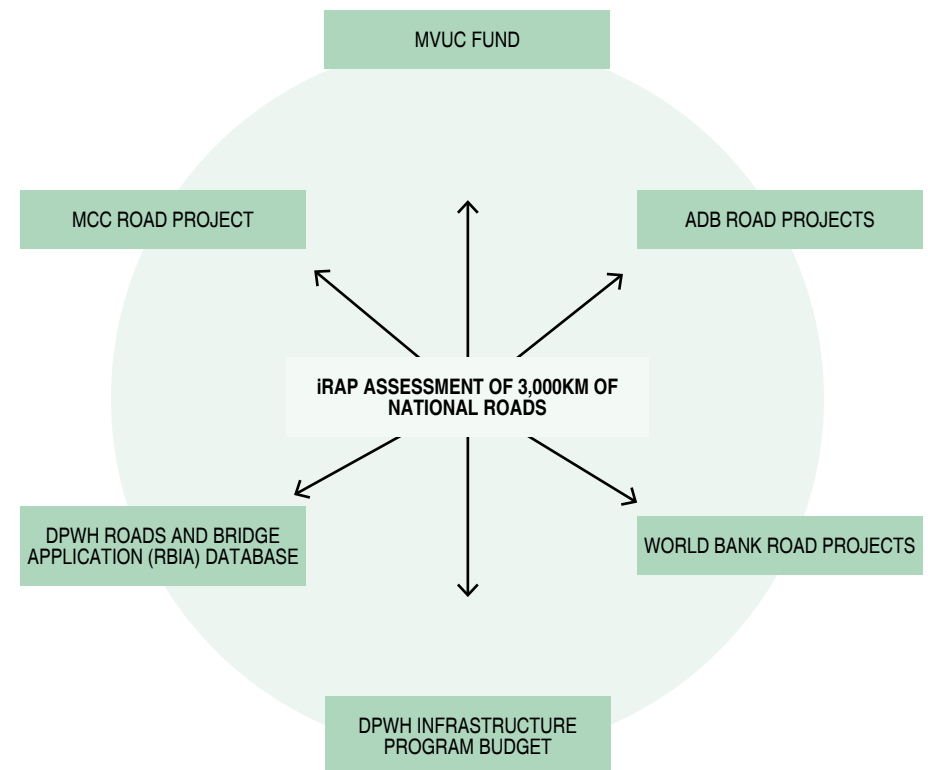 MVUC FUND
MCC ROAD PROJECT
ADB ROAD PROJECTS
iRAP ASSESSMENT OF 3,000KM OF
NATIONAL ROADS
DPWH ROADS AND BRIDGE
APPLICATION (RBIA) DATABASE
WORLD BANK ROAD PROJECTS
DPWH INFRASTRUCTURE
PROGRAM BUDGET